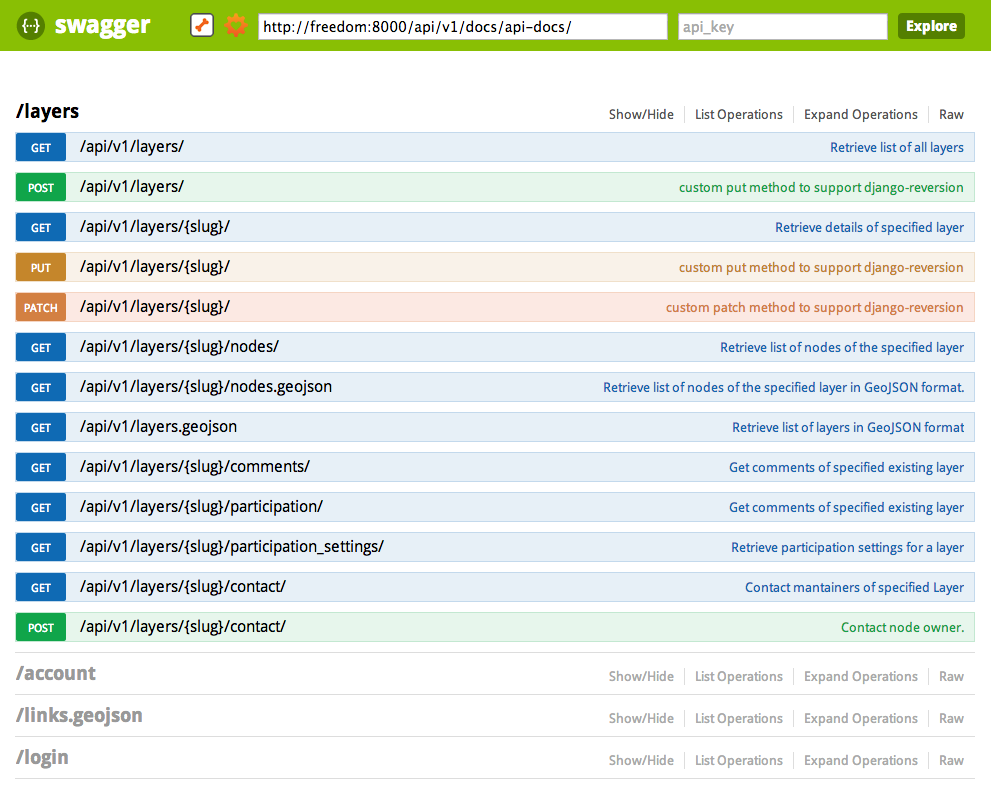 {··} swagger http://freedom:8000/api/v1/docs/api-docs/ api_key Explore
/layers Show/Hide List Operations Expand Operations Raw
GET /api/v1/layers/ Retrieve list of all layers
POST /api/v1/layers/ custom put method to support django-reversion
GET /api/v1/layers/{slug}/ Retrieve details of specified layer
PUT /api/v1/layers/{slug}/ custom put method to support django-reversion
PATCH /api/v1/layers/{slug}/ custom patch method to support django-reversion
GET /api/v1/layers/{slug}/nodes/ Retrieve list of nodes of the specified layer
GET /api/v1/layers/{slug}/nodes.geojson Retrieve list of nodes of the specified layer in GeoJSON format.
GET /api/v1/layers.geojson Retrieve list of layers in GeoJSON format
GET /api/v1/layers/{slug}/comments/ Get comments of specified existing layer
GET /api/v1/layers/{slug}/participation/ Get comments of specified existing layer
GET /api/v1/layers/{slug}/participation_settings/ Retrieve participation settings for a layer
GET /api/v1/layers/{slug}/contact/ Contact mantainers of specified Layer
POST /api/v1/layers/{slug}/contact/ Contact node owner.
/account Show/Hide List Operations Expand Operations Raw
/links.geojson Show/Hide List Operations Expand Operations Raw
/login Show/Hide List Operations Expand Operations Raw